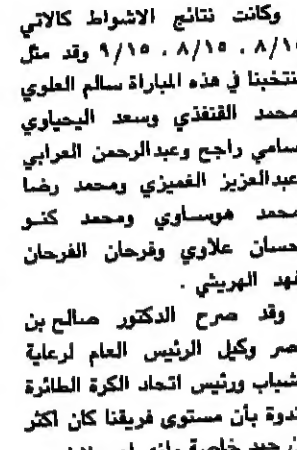 وكانت نتائج الاشواط كالاتي
٨/١٥ ، ٨/١٥ ، ٩/١٥ وقد مثل
منتخبنا في هذه المباراة سالم العلوي
محمد القنفذي وسعد اليحياوي
سامي راجح وعبدالرحمن العرابي
عبدالعزيز الغميزي ومحمد رضا
محمد هوساوي ومحمد كنو
حسان علاوي وفرحان الفرحان
فهد الهريشي .
وقد صرح الدكتور صالح بن
وكيل الرئيس العام لرعاية
شباب ورئيس اتحاد الكرة الطائرة
بأن مستوى فريقنا كان اكثر
جيد خاصة